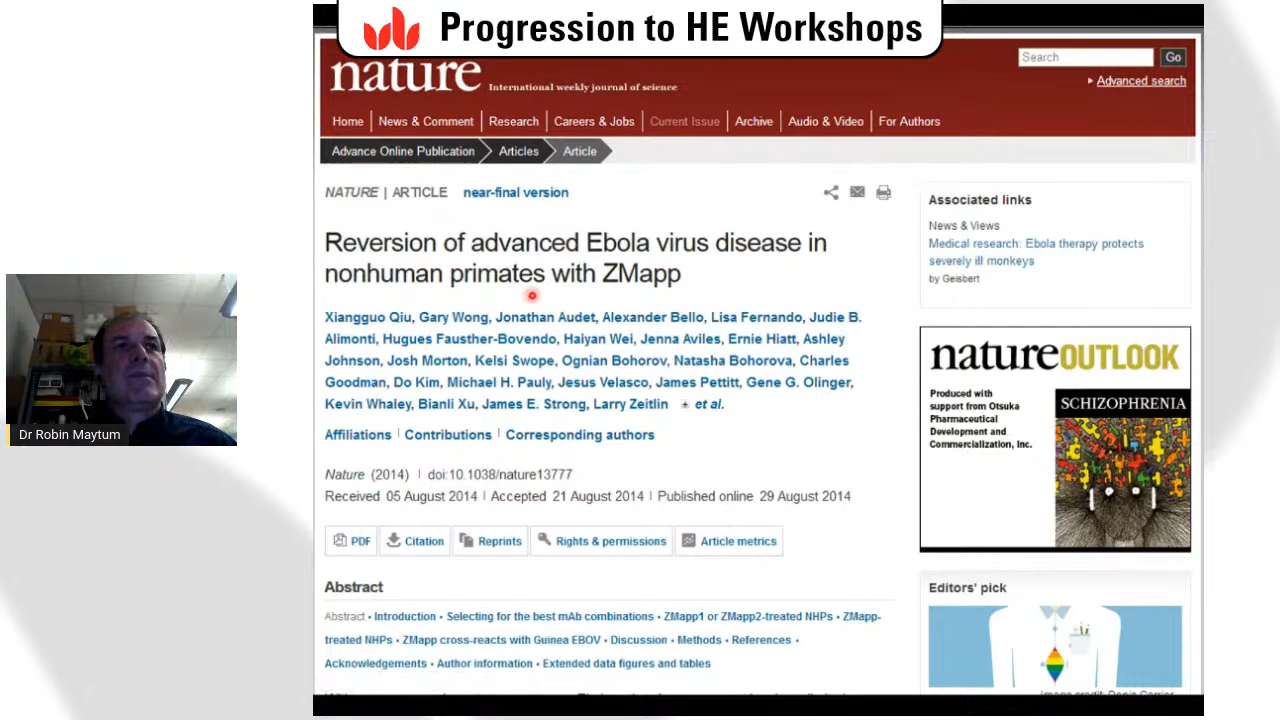 Progression to HE Workshops
nature International weekly journal of science
Search
Go
Advanced search
Home
News & Comment
Research
Careers & Jobs
Current Issue
Archive
Audio & Video
For Authors
Advance Online Publication
Articles
Article
NATURE | ARTICLE near-final version
Reversion of advanced Ebola virus disease in
nonhuman primates with ZMapp
Xiangguo Qiu, Gary Wong, Jonathan Audet, Alexander Bello, Lisa Fernando, Judie B.
Alimonti, Hugues Fausther-Bovendo, Haiyan Wei, Jenna Aviles, Ernie Hiatt, Ashley
Johnson, Josh Morton, Kelsi Swope, Ognian Bohorov, Natasha Bohorova, Charles
Goodman, Do Kim, Michael H. Pauly, Jesus Velasco, James Pettitt, Gene G. Olinger,
Kevin Whaley, Bianli Xu, James E. Strong, Larry Zeitlin + et al.
Affiliations | Contributions | Corresponding authors
Nature (2014) | doi:10.1038/nature13777
Received 05 August 2014 | Accepted 21 August 2014 | Published online 29 August 2014
PDF
Citation
Reprints
Rights & permissions
Article metrics
Abstract
Abstract • Introduction • Selecting for the best mAb combinations • ZMapp1 or ZMapp2-treated NHPs • ZMapp-
treated NHPs • ZMapp cross-reacts with Guinea EBOV • Discussion • Methods • References •
Acknowledgements • Author information • Extended data figures and tables
Associated links
News & Views
Medical research: Ebola therapy protects
severely ill monkeys
by Geisbert
nature OUTLOOK
Produced with
support from Otsuka
Pharmaceutical
Development and
Commercialization, Inc.
SCHIZOPHRENIA
Editors' pick
Dr Robin Maytum